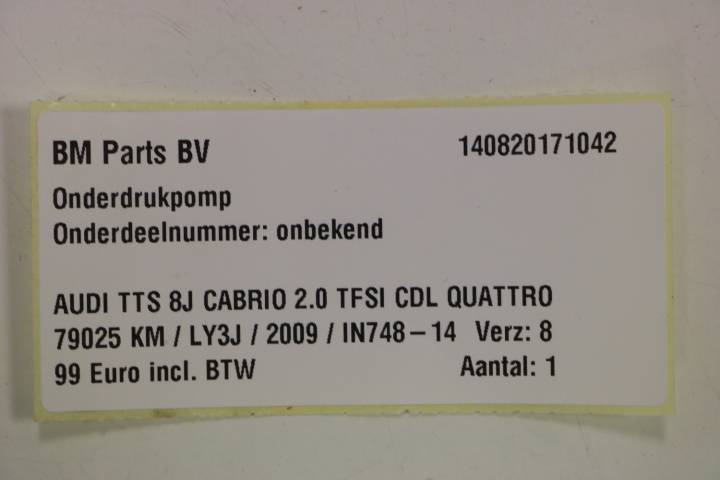 BM Parts BV 140820171042
Onderdrukpomp
Onderdeelnummer: onbekend
AUDI TTS 8J CABRIO 2.0 TFSI CDL QUATTRO
79025 KM / LY3J / 2009 / IN748-14 Verz: 8
99 Euro incl. BTW Aantal: 1